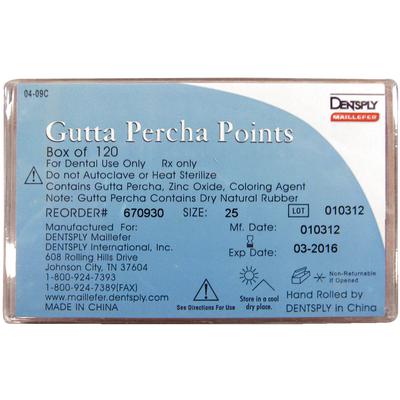 04-09C
DENTSPLY
MAILLEFER
Gutta Percha Points
Box of 120
For Dental Use Only Rx only
Do not Autoclave or Heat Sterilize
Contains Gutta Percha, Zinc Oxide, Coloring Agent
Note: Gutta Percha Contains Dry Natural Rubber
REORDER# 670930 SIZE: 25 LOT 010312
Manufactured For: Mf. Date: 010312
DENTSPLY Maillefer
DENTSPLY International, Inc. Exp Date: 03-2016
608 Rolling Hills Drive
Johnson City, TN 37604
1-800-924-7393
1-800-924-7389(FAX)
www.maillefer.dentsply.com
MADE IN CHINA
See Directions For Use
Store in a cool
dry place.
Non-Returnable
If Opened
Hand Rolled by
DENTSPLY in China